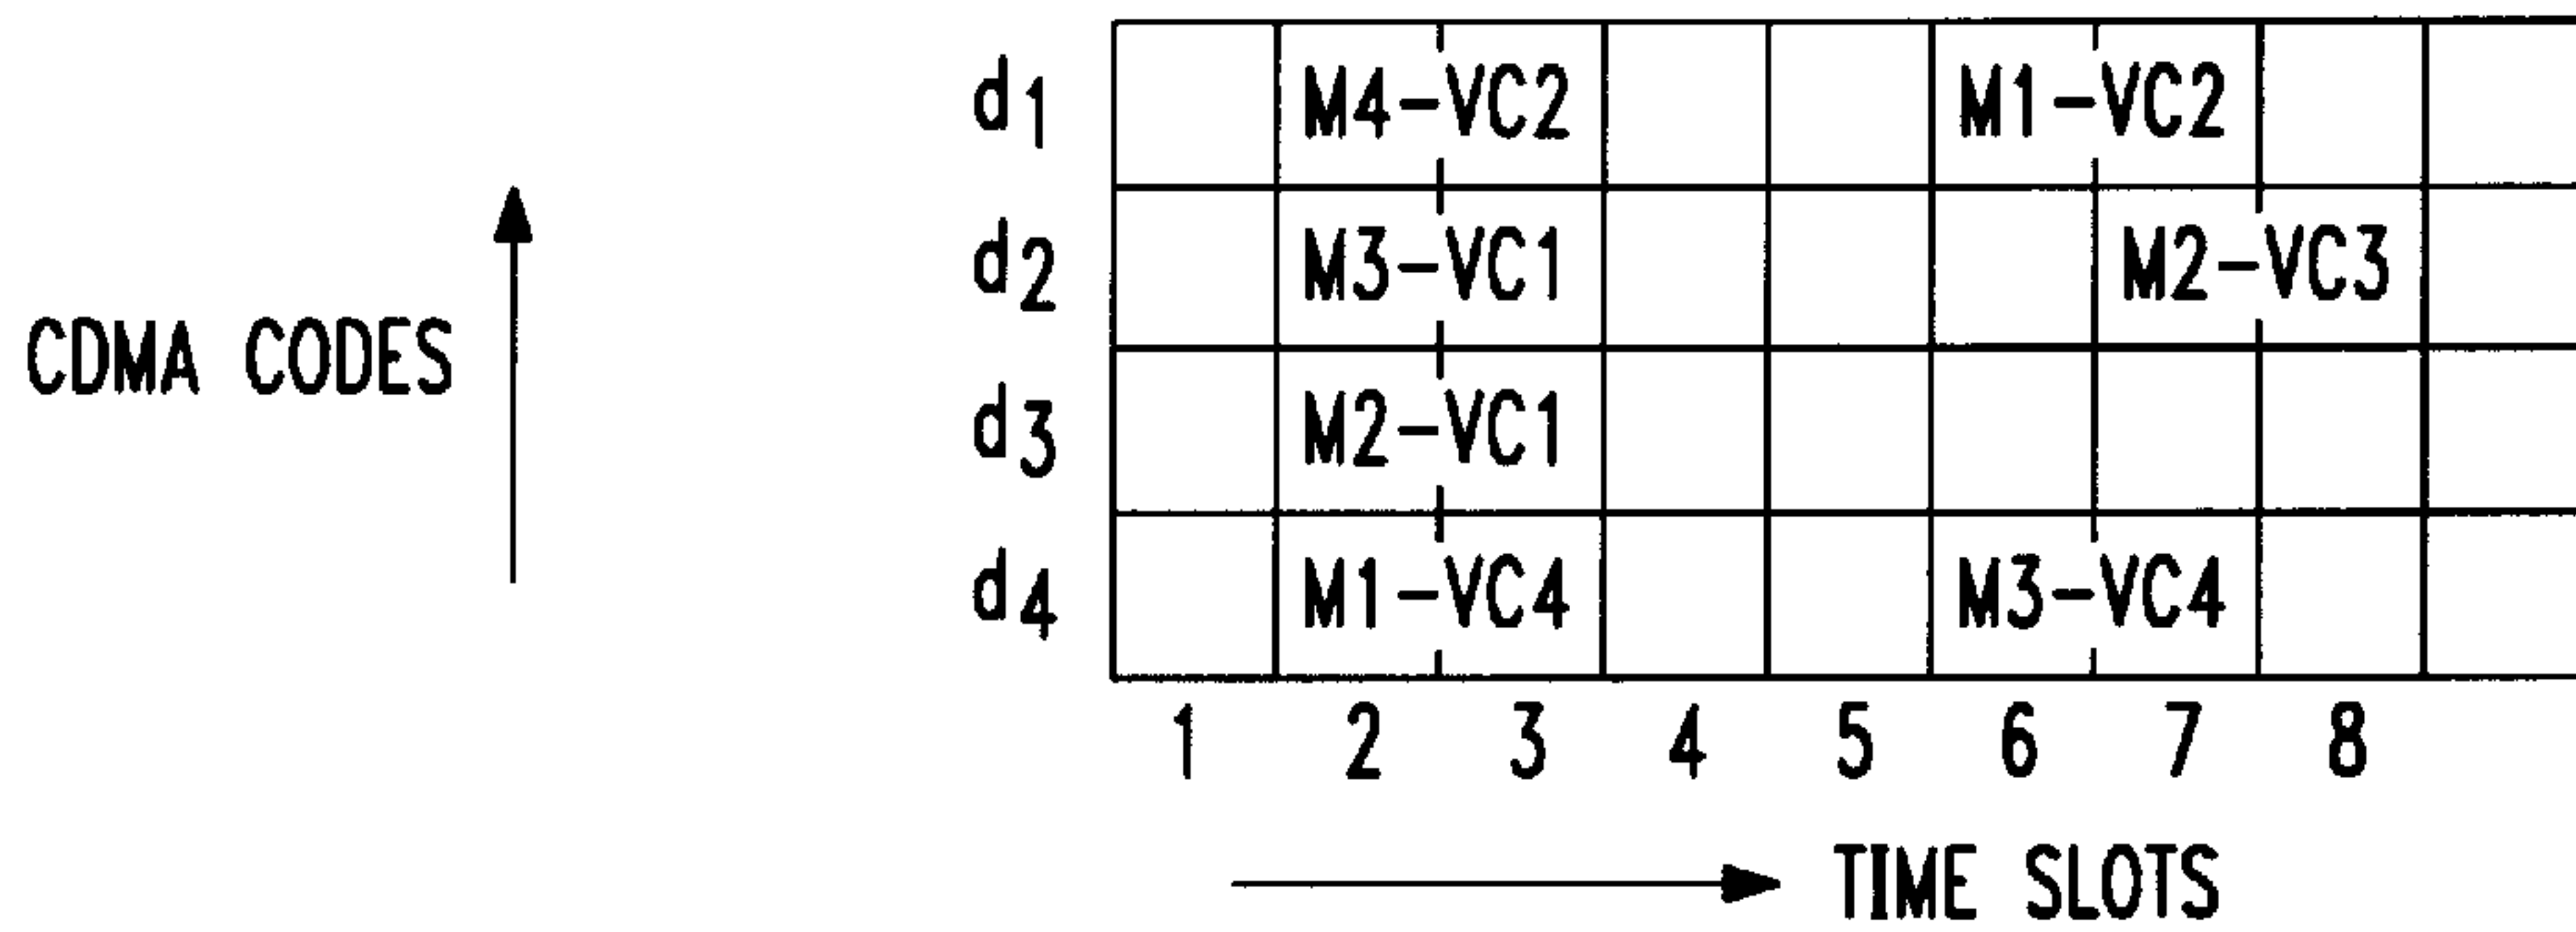 d1 M4-VC2 M1-VC2
d2 M3-VC1 M2-VC3
CDMA CODES
d3 M2-VC1
d4 M1-VC4 M3-VC4
1 2 3 4 5 6 7 8
TIME SLOTS